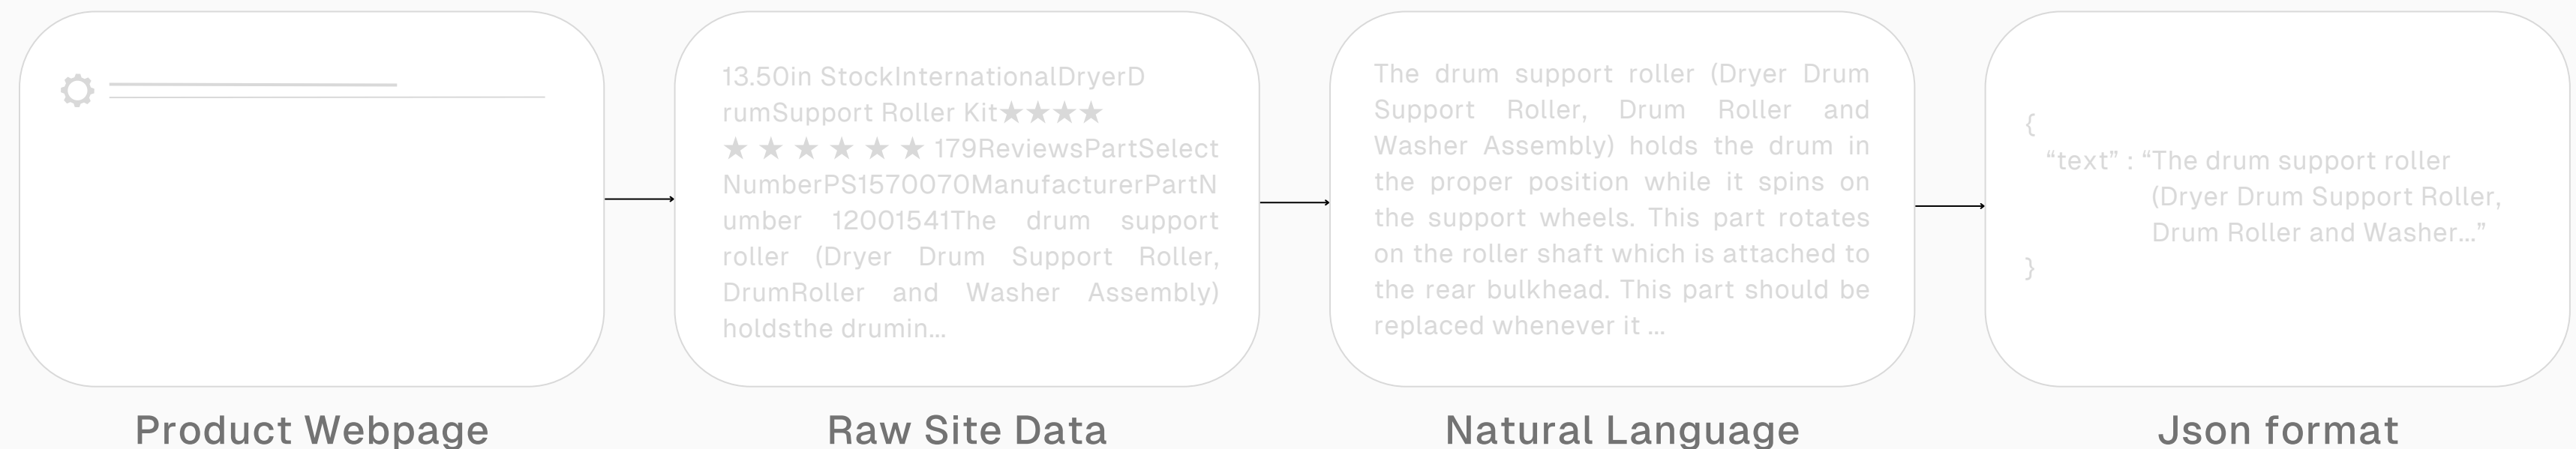 13.50in StockInternationalDryerD
rumSupport Roller Kit★★★★
★ ★ ★ ★ ★ ★ 179ReviewsPartSelect
NumberPS1570070ManufacturerPartN
umber 12001541The drum support
roller (Dryer Drum Support Roller,
DrumRoller and Washer Assembly)
holdsthe drumin...
The drum support roller (Dryer Drum
Support Roller, Drum Roller and
Washer Assembly) holds the drum in
the proper position while it spins on
the support wheels. This part rotates
on the roller shaft which is attached to
the rear bulkhead. This part should be
replaced whenever it ...
{
“text” : “The drum support roller
(Dryer Drum Support Roller,
Drum Roller and Washer...”
}
Product Webpage
Raw Site Data
Natural Language
Json format